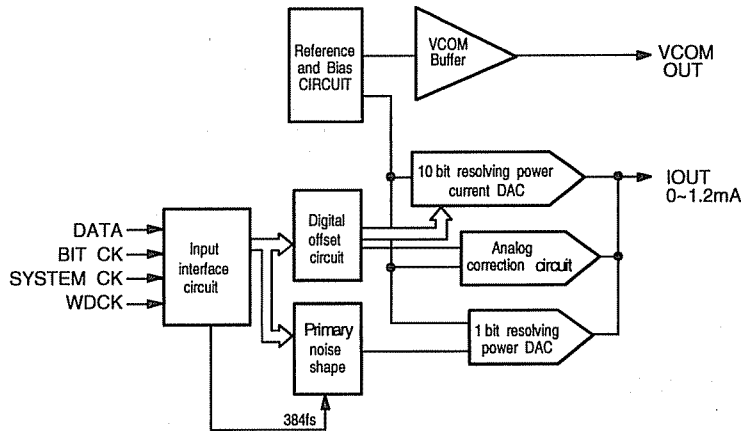 Reference
and Bias
CIRCUIT
VCOM
Buffer
VCOM
OUT
10 bit resolving power
current DAC
IOUT
0~1.2mA
DATA
BIT CK
SYSTEM CK
WDCK
Input
interface
circuit
Digital
offset
circuit
Analog
correction circuit
Primary
noise
shape
1 bit resolving
power DAC
384fs